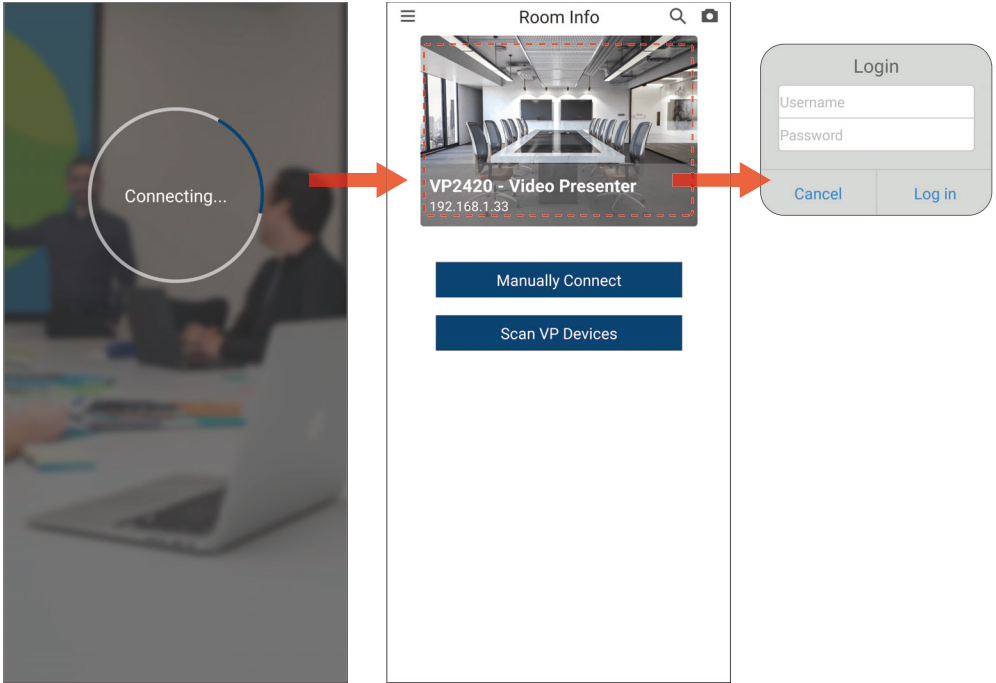 Connecting...
Room Info
VP2420 - Video Presenter
192.168.1.33
Manually Connect
Scan VP Devices
Login
Username
Password
Cancel
Log in